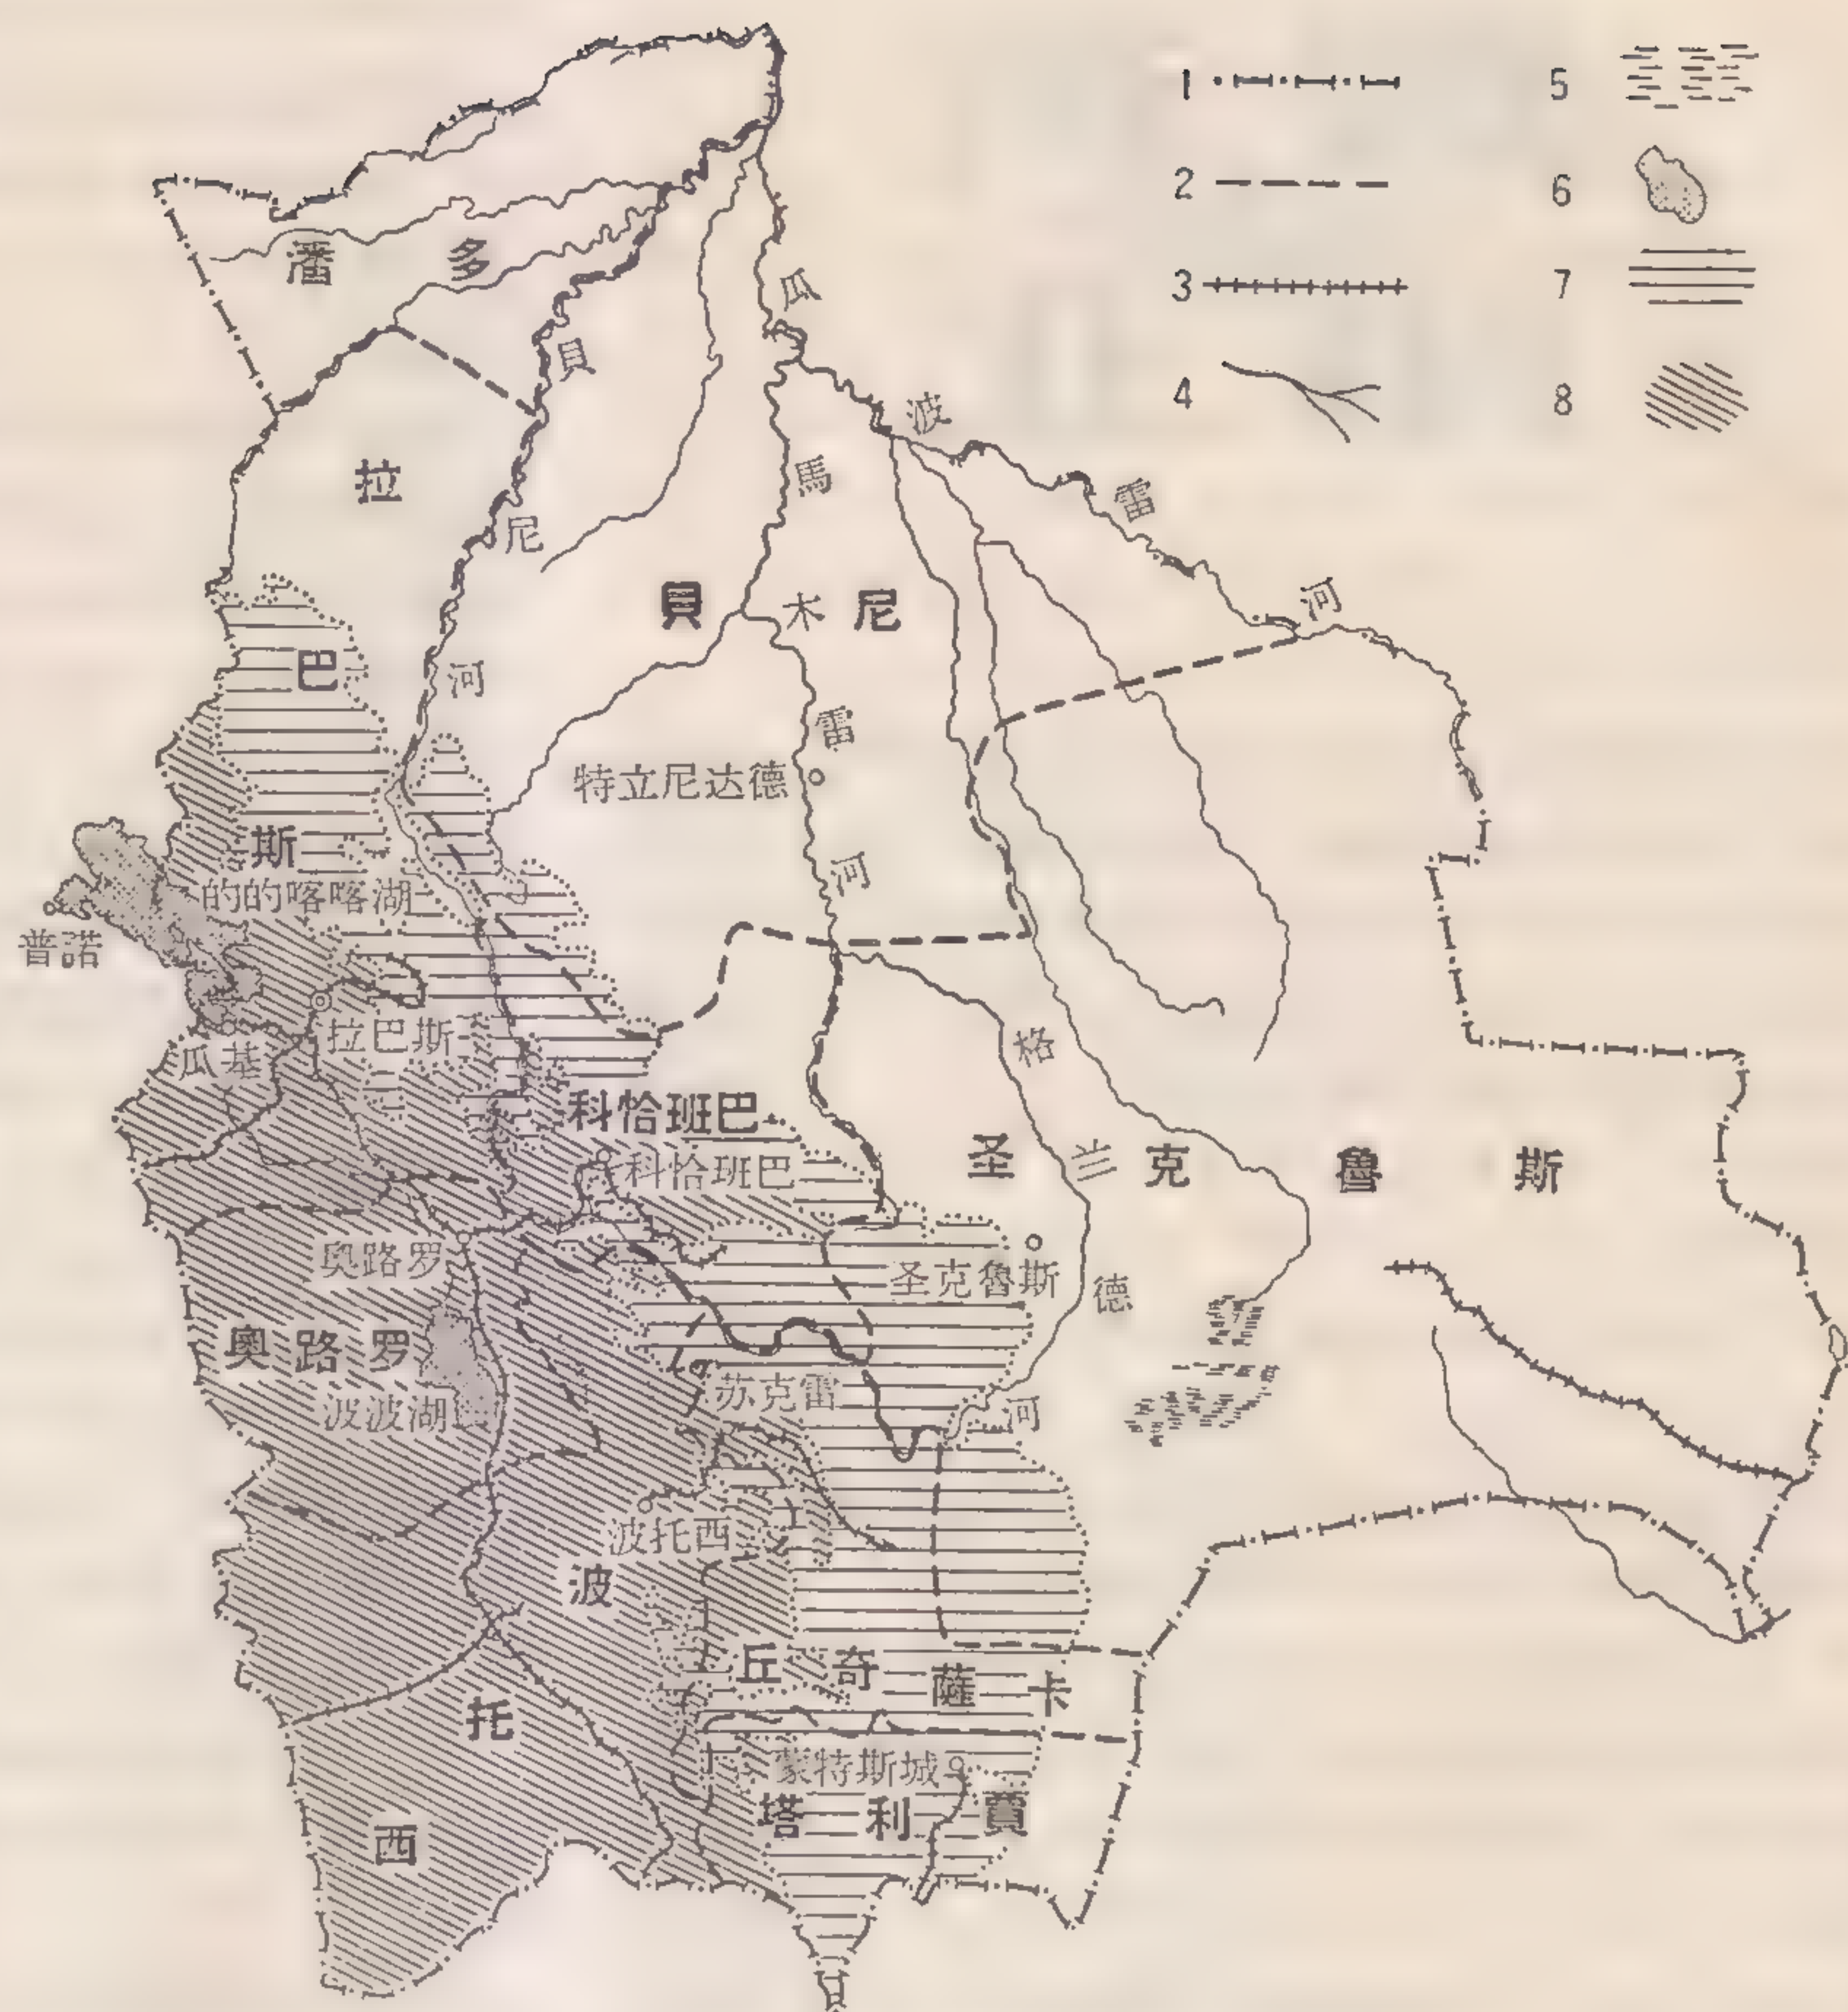 1
2
3
4
5
6
7
8
潘多
拉巴斯
貝尼
圣克魯斯
科恰班巴
奥路罗
波托西
丘奇薩卡
塔利賈
貝尼河
瓜波雷河
馬木雷河
格兰德河
特立尼达德
的的喀喀湖
普諾
拉巴斯
瓜基
科恰班巴
奥路罗
圣克魯斯
波波湖
苏克雷
波托西
蒙特斯城